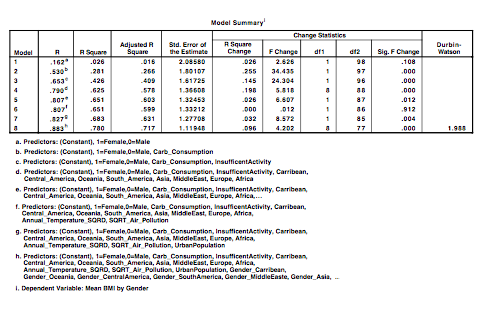 Model Summaryi
Change Statistics
Model R R Square Adjusted R Square Std. Error of the Estimate R Square Change F Change df1 df2 Sig. F Change Durbin-Watson
1 .162a .026 .016 2.08580 .026 2.626 1 98 .108
2 .530b .281 .266 1.80107 .255 34.435 1 97 .000
3 .653c .426 .409 1.61725 .145 24.304 1 96 .000
4 .790d .625 .578 1.36608 .198 5.818 8 88 .000
5 .807e .651 .603 1.32453 .026 6.607 1 87 .012
6 .807f .651 .599 1.33212 .000 .012 1 86 .912
7 .827g .683 .631 1.27708 .032 8.572 1 85 .004
8 .883h .780 .717 1.11948 .096 4.202 8 77 .000 1.988
a. Predictors: (Constant), 1=Female,0=Male
b. Predictors: (Constant), 1=Female,0=Male, Carb_Consumption
c. Predictors: (Constant), 1=Female,0=Male, Carb_Consumption, InsufficientActivity
d. Predictors: (Constant), 1=Female,0=Male, Carb_Consumption, InsufficientActivity, Carribean,
Central_America, Oceania, South_America, Asia, MiddleEast, Europe, Africa
e. Predictors: (Constant), 1=Female,0=Male, Carb_Consumption, InsufficientActivity, Carribean,
Central_America, Oceania, South_America, Asia, MiddleEast, Europe, Africa,...
f. Predictors: (Constant), 1=Female,0=Male, Carb_Consumption, InsufficientActivity, Carribean,
Central_America, Oceania, South_America, Asia, MiddleEast, Europe, Africa,
Annual_Temperature_SQRD, SQRT_Air_Pollution
g. Predictors: (Constant), 1=Female,0=Male, Carb_Consumption, InsufficientActivity, Carribean,
Central_America, Oceania, South_America, Asia, MiddleEast, Europe, Africa,
Annual_Temperature_SQRD, SQRT_Air_Pollution, UrbanPopulation
h. Predictors: (Constant), 1=Female,0=Male, Carb_Consumption, InsufficientActivity, Carribean,
Central_America, Oceania, South_America, Asia, MiddleEast, Europe, Africa,
Annual_Temperature_SQRD, SQRT_Air_Pollution, UrbanPopulation, Gender_Carribean,
Gender_Oceania, Gender_CentralAmerica, Gender_SouthAmerica, Gender_MiddleEaste, Gender_Asia, ...
i. Dependent Variable: Mean BMI by Gender